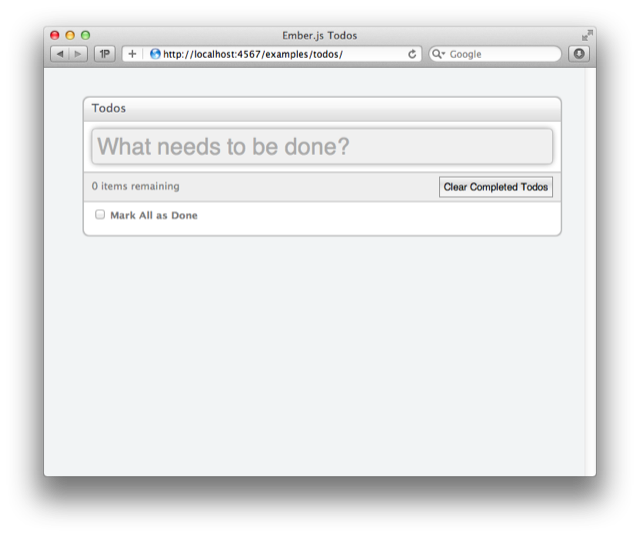 Ember.js Todos
1P + http://localhost:4567/examples/todos/ Google
Todos
What needs to be done?
0 items remaining Clear Completed Todos
Mark All as Done